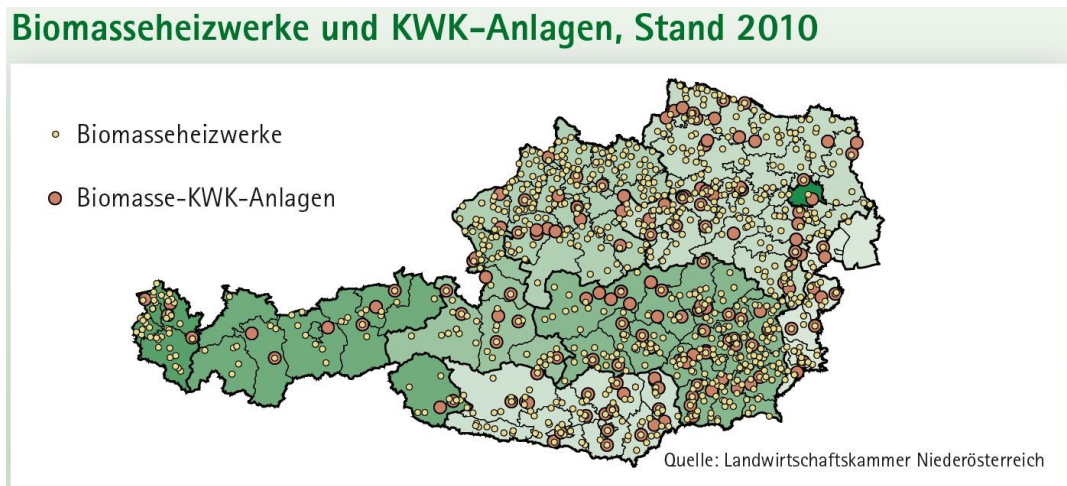 Biomasseheizwerke und KWK-Anlagen, Stand 2010
Biomasseheizwerke
Biomasse-KWK-Anlagen
Quelle: Landwirtschaftskammer Niederösterreich